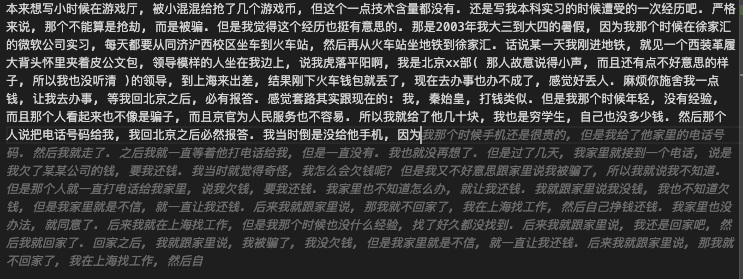 本来想写小时候在游戏厅, 被小混混给抢了几个游戏币, 但这一个一点技术含量都没有. 还是写我本科实习的时候遭受的一次经历吧. 严格
来说, 那个不能算是抢劫, 而是被骗. 但是我觉得这个经历也挺有意思的. 那是2003年我大三到大四的暑假, 因为我那个时候在徐家汇
的微软公司实习, 每天都要从同济沪西校区坐车到火车站, 然后再从火车站坐地铁到徐家汇. 话说某一天我刚进地铁, 就见一个西装革履
大背头怀里夹着皮公文包, 领导模样的人坐在我边上, 说我虎落平阳啊, 我是北京xx部( 那人故意说得小声, 而且还有点不好意思的样
子, 所以我也没听清 )的领导, 到上海来出差, 结果刚下火车钱包就丢了, 现在去办事也办不成了, 感觉好丢人. 麻烦你施舍我一点
钱, 让我去办事, 等我回北京之后, 必有报答. 感觉套路其实跟现在的: 我, 秦始皇, 打钱类似. 但是我那个时候年轻, 没有经验,
而且那个人看起来也不像是骗子, 而且京官为人民服务也不容易. 所以我就给了他几十块, 我也是穷学生, 自己也没多少钱. 然后那个
人说把电话号码给我, 我回北京之后必然报答. 我当时倒是没给他手机, 因为我那个时候手机还是很贵的, 但是我给了他家里的电话号
码. 然后我就走了. 之后我就一直等着他打电话给我, 但是一直没有. 我也就没再想了. 但是过了几天, 我家里就接到一个电话, 说是
我欠了某某公司的钱, 要我还钱. 我当时就觉得奇怪, 我怎么会欠钱呢? 但是我又不好意思跟家里说我被骗了, 所以我就说我不知道.
但是那个人就一直打电话给我家里, 说我欠钱, 要我还钱. 我家里也不知道怎么办, 就让我还钱. 我就跟家里说我没钱, 我也不知道欠
钱, 但是我家里就是不信, 就一直让我还钱. 后来我就跟家里说, 那我就不回家了, 我在上海找工作, 然后自己挣钱还钱. 我家里也没
办法, 就同意了. 后来我就在上海找工作, 但是我那个时候也没什么经验, 找了好久都没找到. 后来我就跟家里说, 我还是回家吧, 然
后我就回家了. 回家之后, 我就跟家里说, 我被骗了, 我没欠钱, 但是我家里就是不信, 就一直让我还钱. 后来我就跟家里说, 那我就
不回家了, 我在上海找工作, 然后自